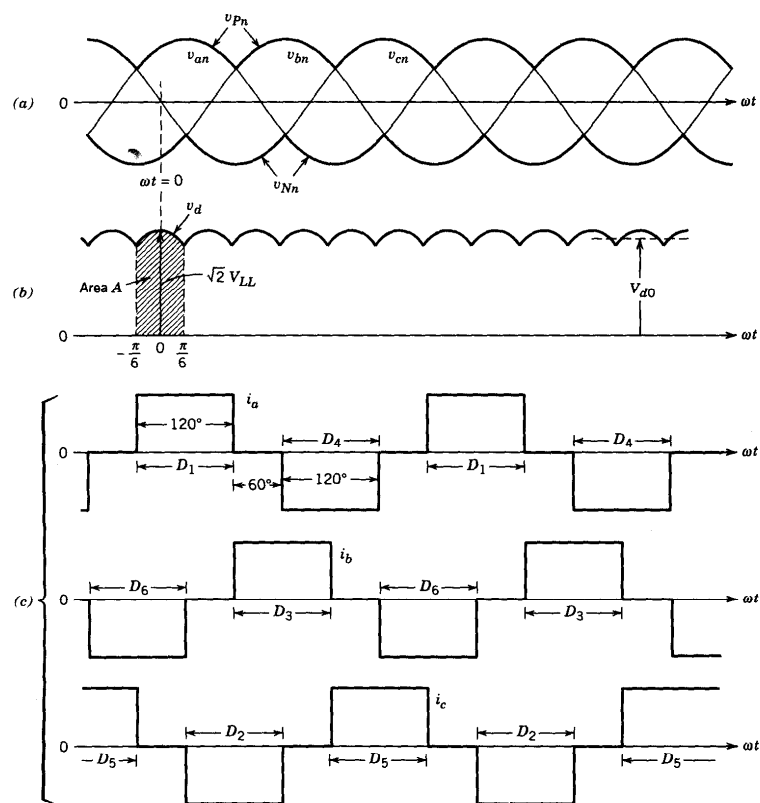 v_Pn
v_an v_bn v_cn
(a) 0 ωt
ωt = 0
v_Nn
v_d
Area A
√2 V_LL
(b)
V_d0
0 ωt
-π/6 0 π/6
i_a
120° D_4 D_4
0 ωt
D_1 60° 120° D_1
i_b
D_6 D_6
(c) 0 ωt
D_3 D_3
i_c
D_2 D_2
0 ωt
D_5 D_5 D_5